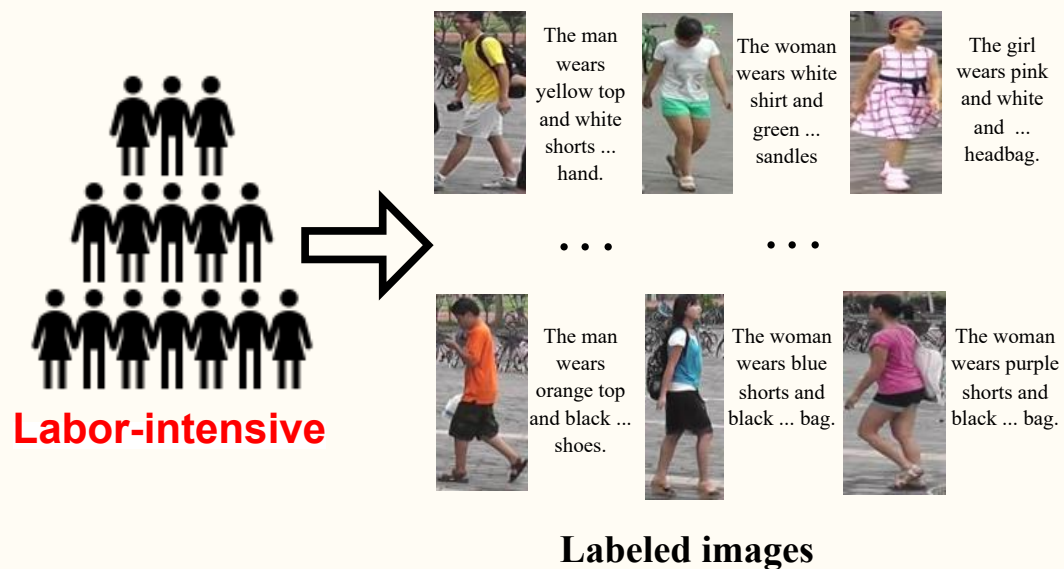 The man
wears
yellow top
and white
shorts ...
hand.
The woman
wears white
shirt and
green ...
sandles
The girl
wears pink
and white
and ...
headbag.
...
...
Labor-intensive
The man
wears
orange top
and black ...
shoes.
The woman
wears blue
shorts and
black ... bag.
The woman
wears purple
shorts and
black ... bag.
Labeled images